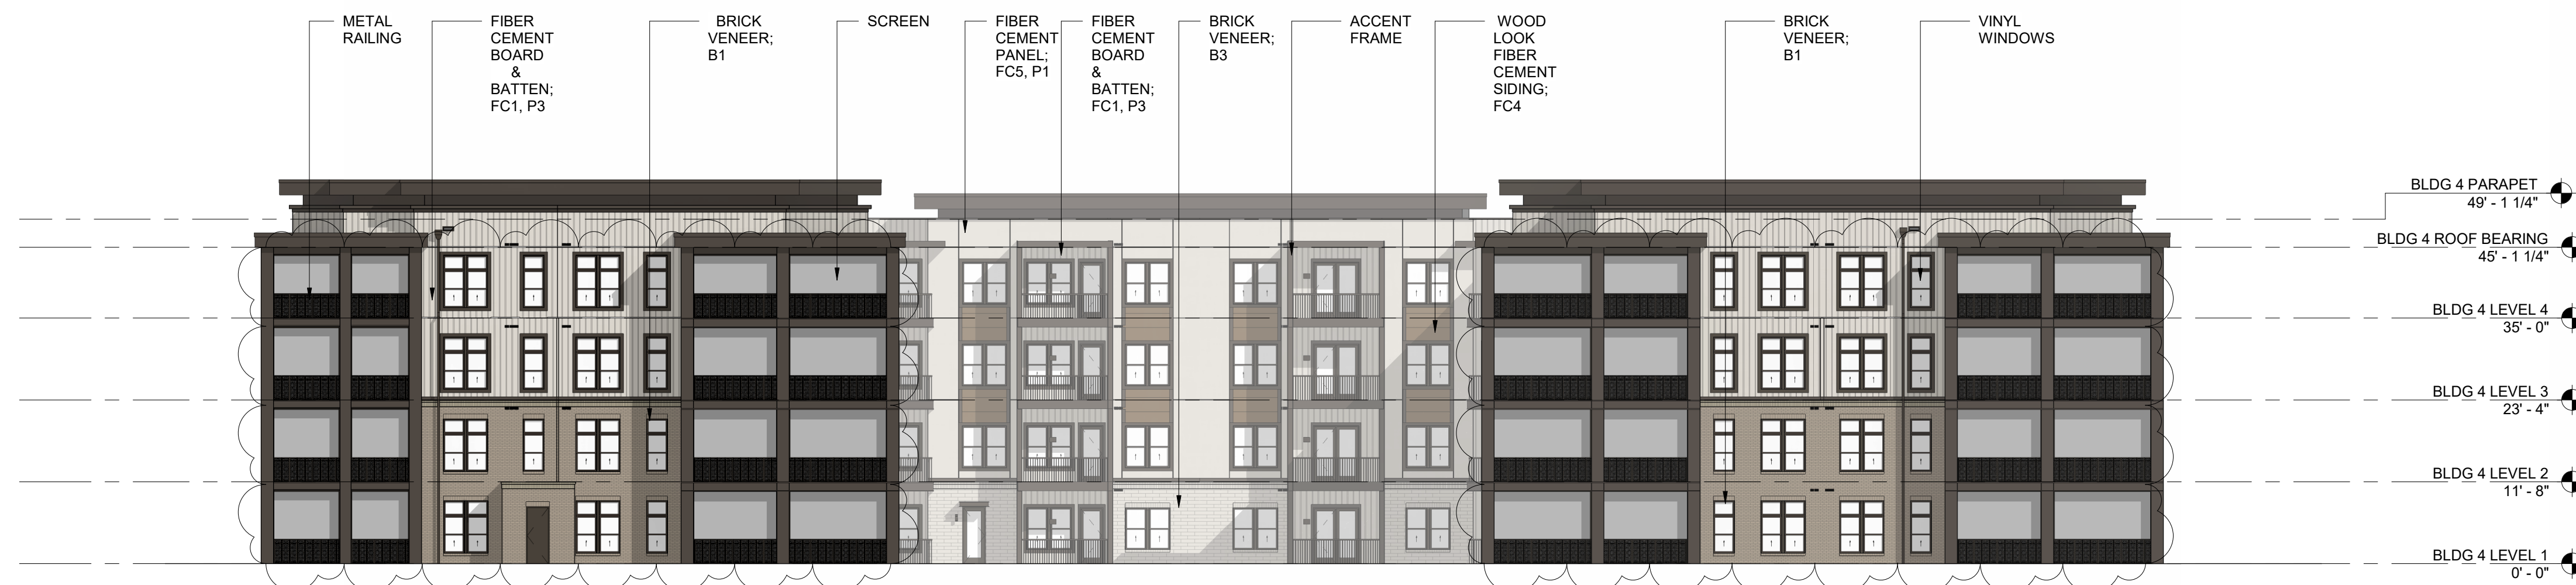 METAL
RAILING
FIBER
CEMENT
BOARD
&
BATTEN;
FC1, P3
BRICK
VENEER;
B1
SCREEN
FIBER
CEMENT
PANEL;
FC5, P1
FIBER
CEMENT
BOARD
&
BATTEN;
FC1, P3
BRICK
VENEER;
B3
ACCENT
FRAME
WOOD
LOOK
FIBER
CEMENT
SIDING;
FC4
BRICK
VENEER;
B1
VINYL
WINDOWS
BLDG 4 PARAPET
49' - 1 1/4"
BLDG 4 ROOF BEARING
45' - 1 1/4"
BLDG 4 LEVEL 4
35' - 0"
BLDG 4 LEVEL 3
23' - 4"
BLDG 4 LEVEL 2
11' - 8"
BLDG 4 LEVEL 1
0' - 0"